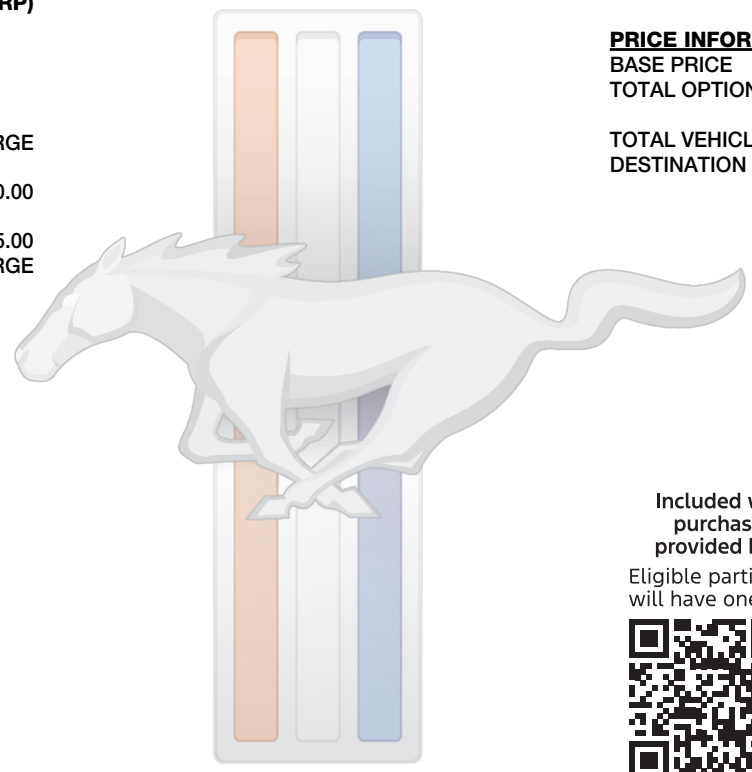 RP)
RGE
0.00
5.00
RGE
PRICE INFOR
BASE PRICE
TOTAL OPTION
TOTAL VEHICL
DESTINATION
Included w
purchas
provided b
Eligible parti
will have one